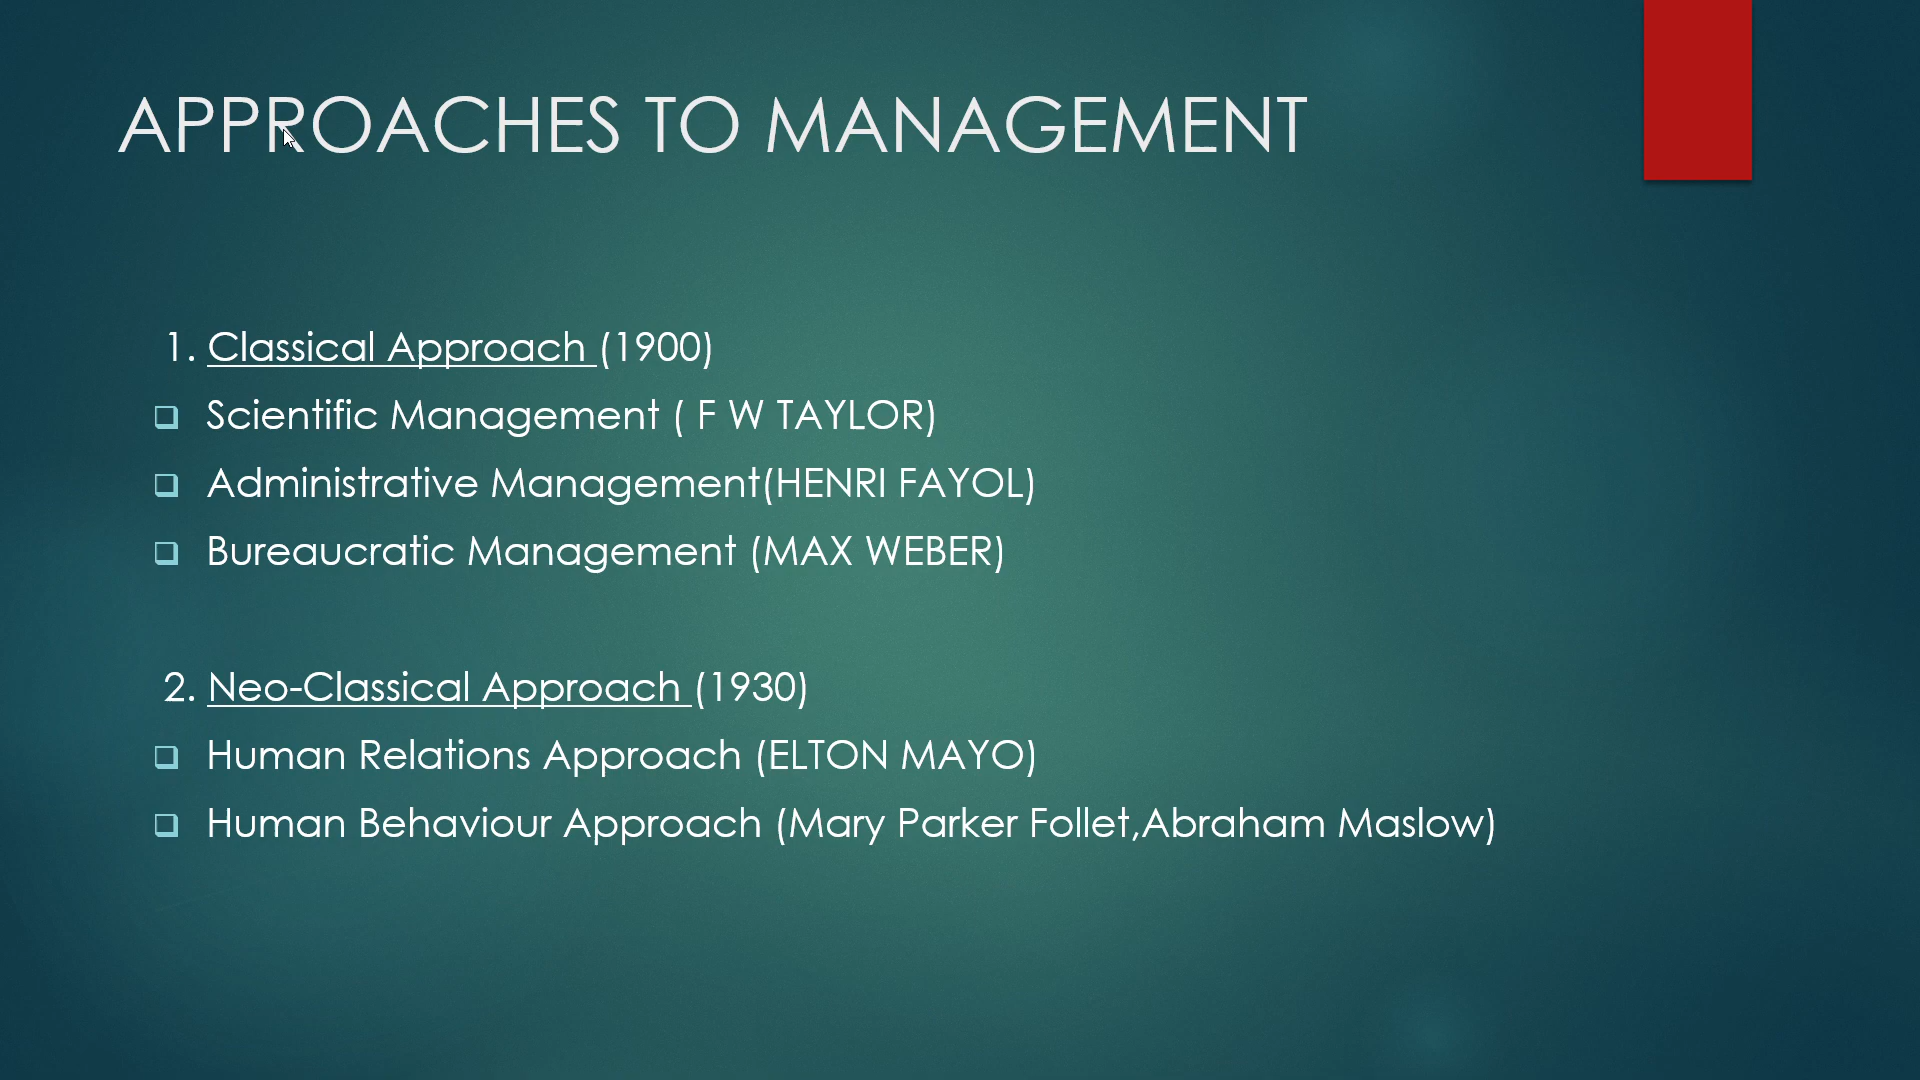 APPROACHES TO MANAGEMENT
1. Classical Approach (1900)
Scientific Management ( F W TAYLOR)
Administrative Management(HENRI FAYOL)
Bureaucratic Management (MAX WEBER)
2. Neo-Classical Approach (1930)
Human Relations Approach (ELTON MAYO)
Human Behaviour Approach (Mary Parker Follet,Abraham Maslow)